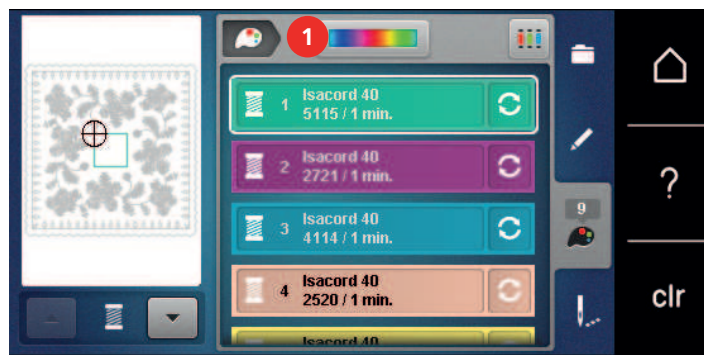 1
1 Isacord 40
5115 / 1 min.
2 Isacord 40
2721 / 1 min.
3 Isacord 40
4114 / 1 min.
4 Isacord 40
2520 / 1 min.
Isacord 40
9
?
clr